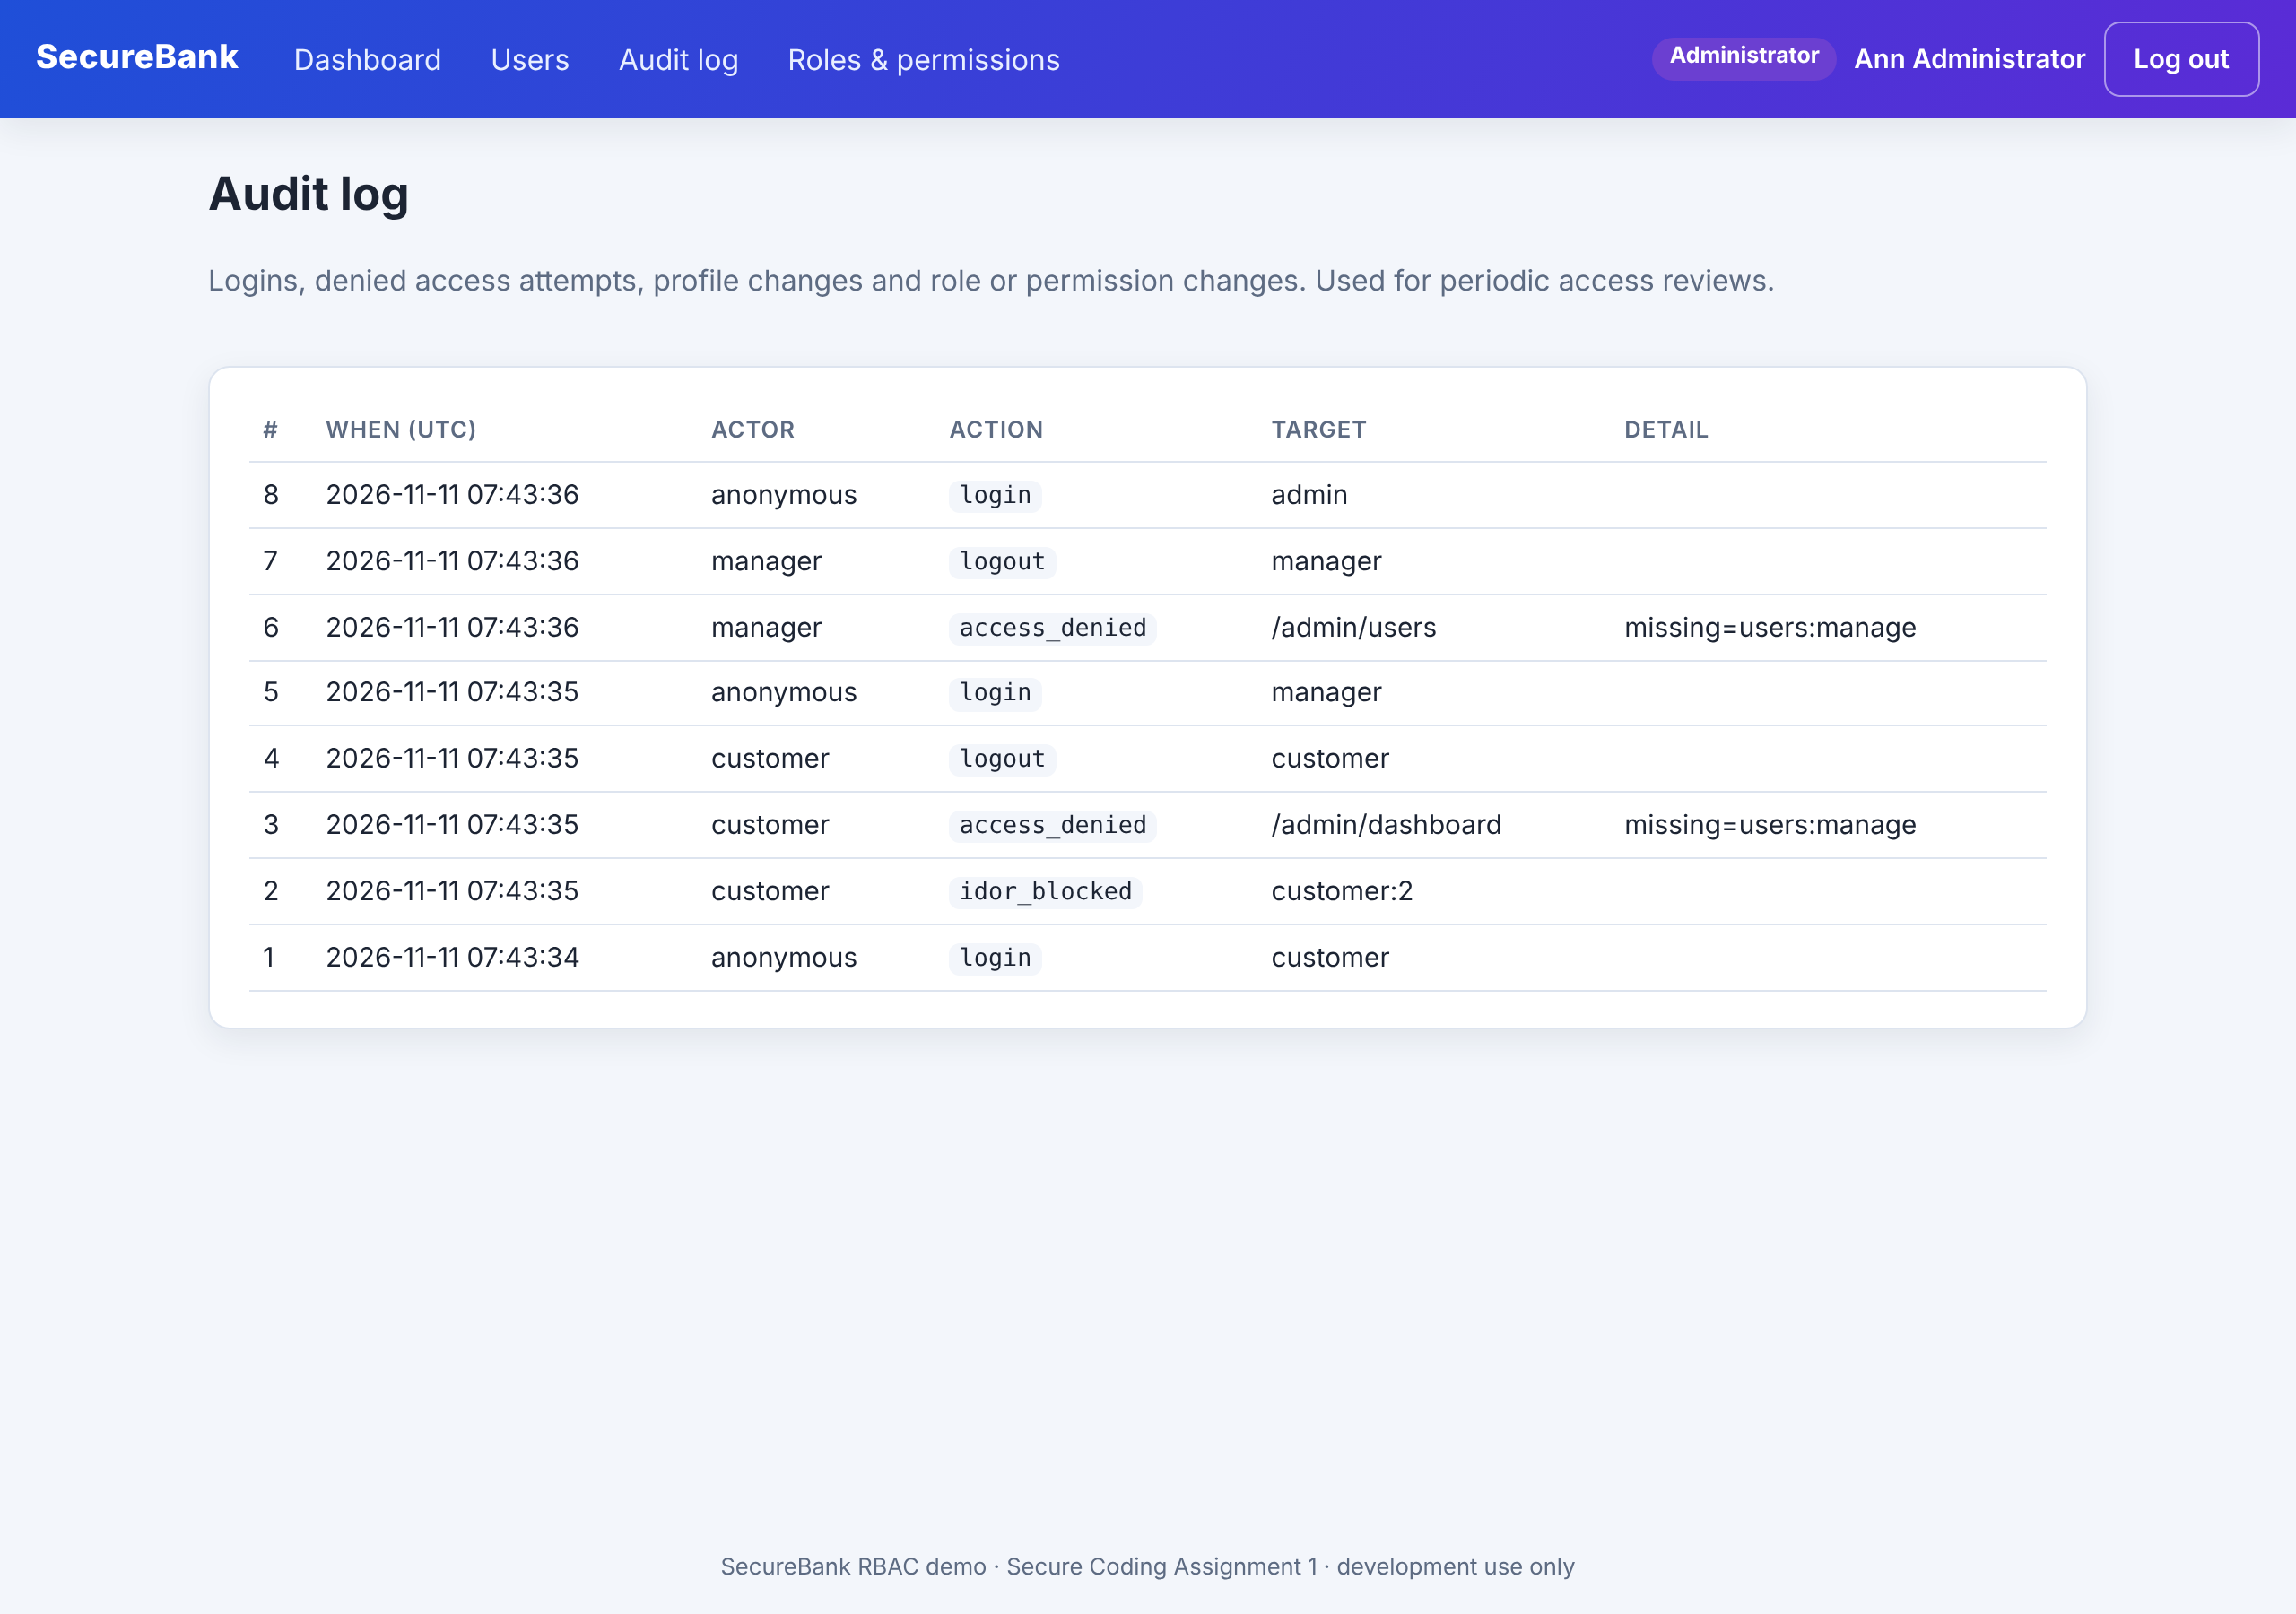 SecureBank Dashboard Users Audit log Roles & permissions Administrator Ann Administrator Log out
Audit log
Logins, denied access attempts, profile changes and role or permission changes. Used for periodic access reviews.
# WHEN (UTC) ACTOR ACTION TARGET DETAIL
8 2026-11-11 07:43:36 anonymous login admin
7 2026-11-11 07:43:36 manager logout manager
6 2026-11-11 07:43:36 manager access_denied /admin/users missing=users:manage
5 2026-11-11 07:43:35 anonymous login manager
4 2026-11-11 07:43:35 customer logout customer
3 2026-11-11 07:43:35 customer access_denied /admin/dashboard missing=users:manage
2 2026-11-11 07:43:35 customer idor_blocked customer:2
1 2026-11-11 07:43:34 anonymous login customer
SecureBank RBAC demo · Secure Coding Assignment 1 · development use only